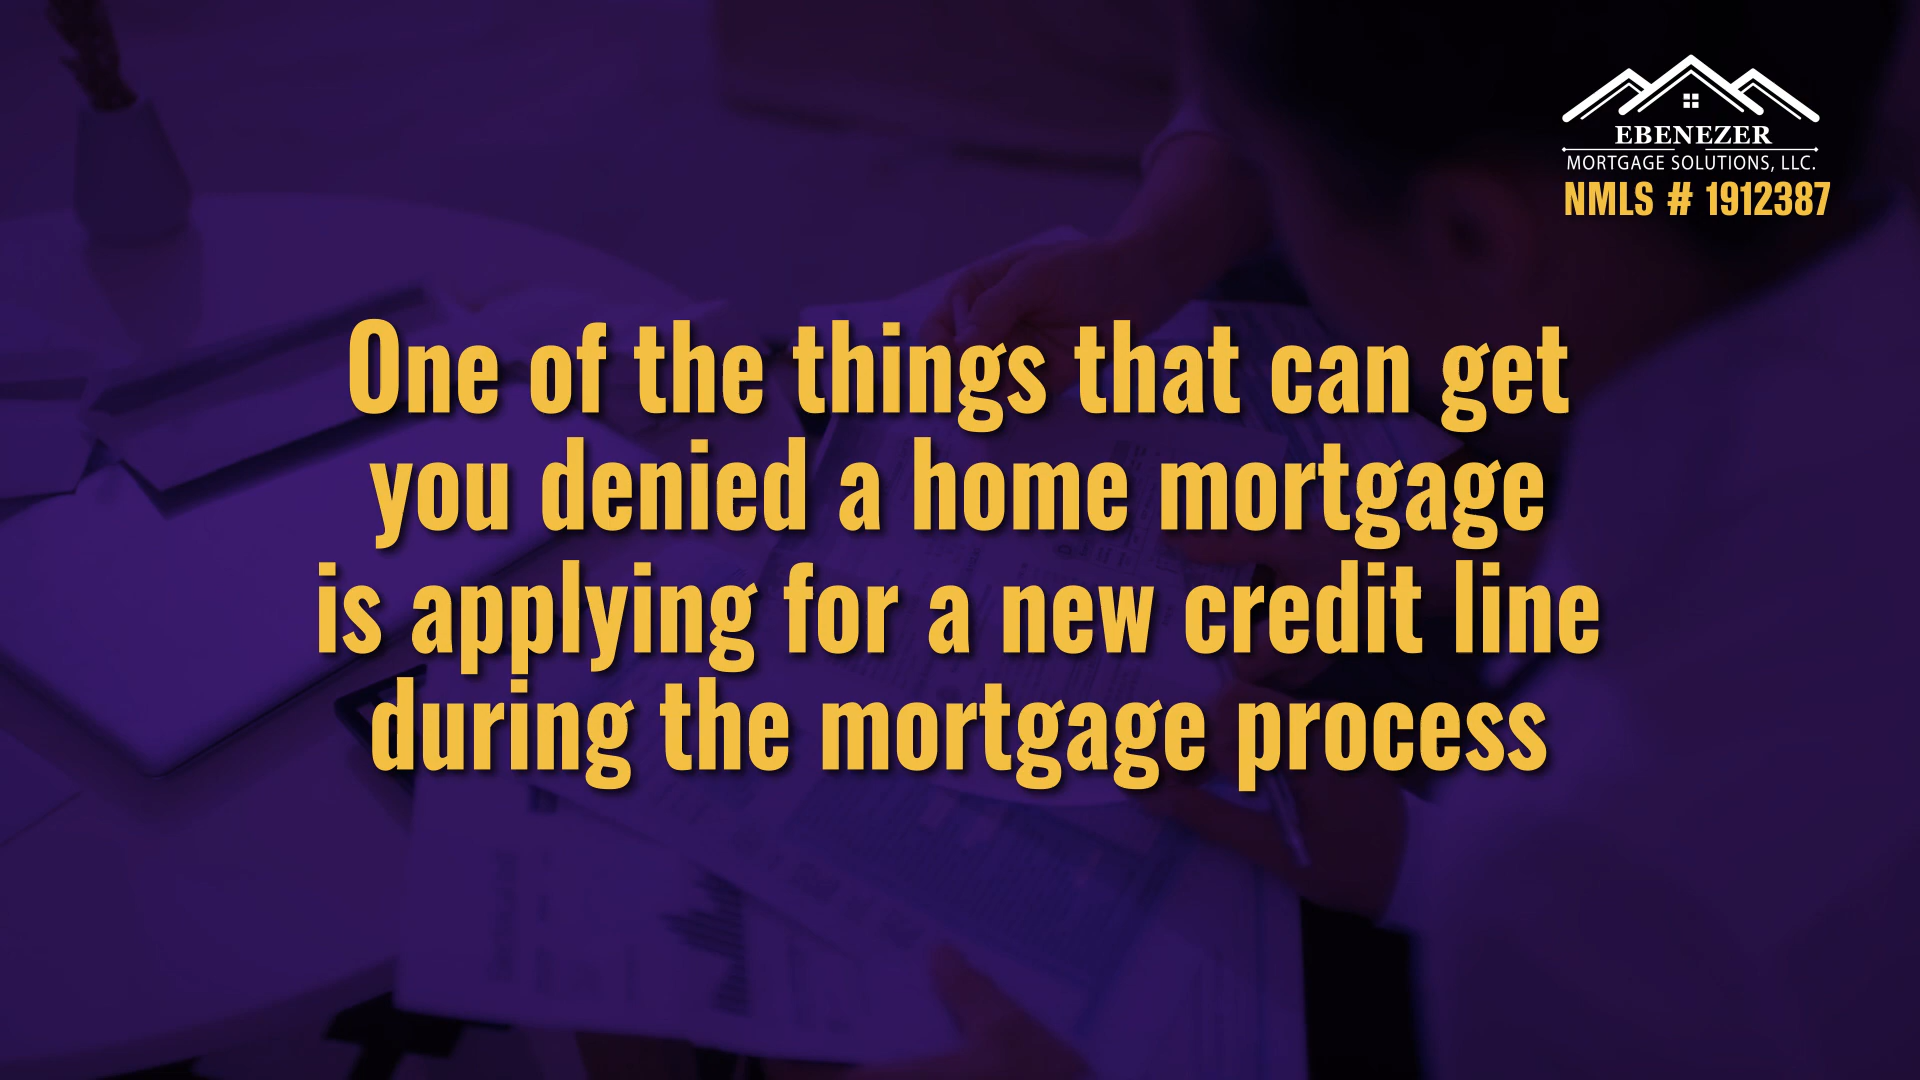 EBENEZER
MORTGAGE SOLUTIONS, LLC.
NMLS # 1912387
One of the things that can get
you denied a home mortgage
is applying for a new credit line
during the mortgage process